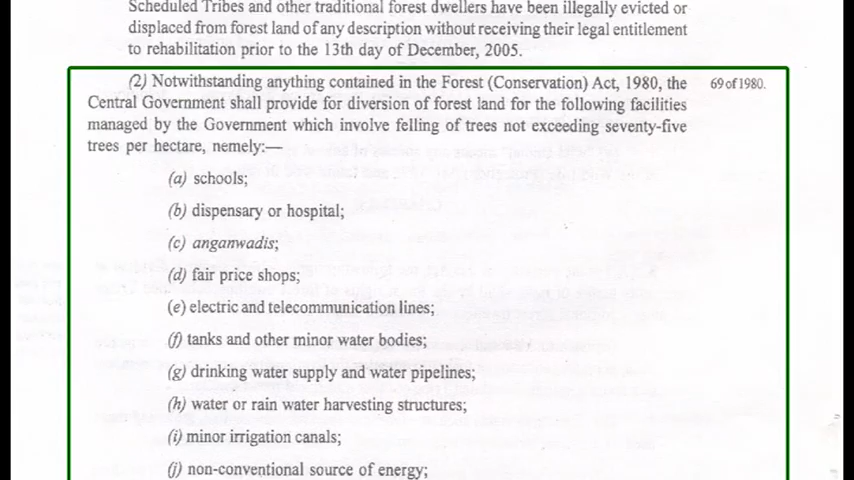 Scheduled Tribes and other traditional forest dwellers have been illegally evicted or
displaced from forest land of any description without receiving their legal entitlement
to rehabilitation prior to the 13th day of December, 2005.
(2) Notwithstanding anything contained in the Forest (Conservation) Act, 1980, the 69 of 1980.
Central Government shall provide for diversion of forest land for the following facilities
managed by the Government which involve felling of trees not exceeding seventy-five
trees per hectare, nemely:—
(a) schools;
(b) dispensary or hospital;
(c) anganwadis;
(d) fair price shops;
(e) electric and telecommunication lines;
(f) tanks and other minor water bodies;
(g) drinking water supply and water pipelines;
(h) water or rain water harvesting structures;
(i) minor irrigation canals;
(j) non-conventional source of energy;